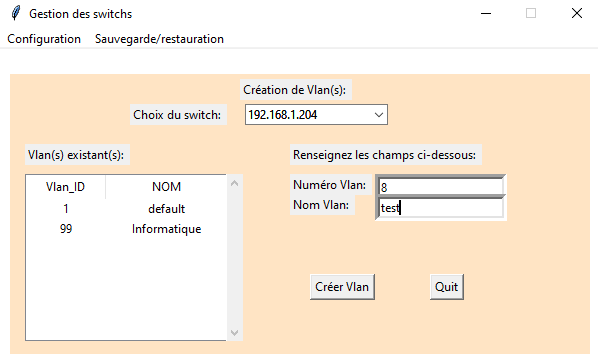 Gestion des switchs
Configuration Sauvegarde/restauration
Création de Vlan(s):
Choix du switch: 192.168.1.204
Vlan(s) existant(s): Renseignez les champs ci-dessous:
Vlan_ID NOM
1 default
99 Informatique
Numéro Vlan: 8
Nom Vlan: test
Créer Vlan Quit